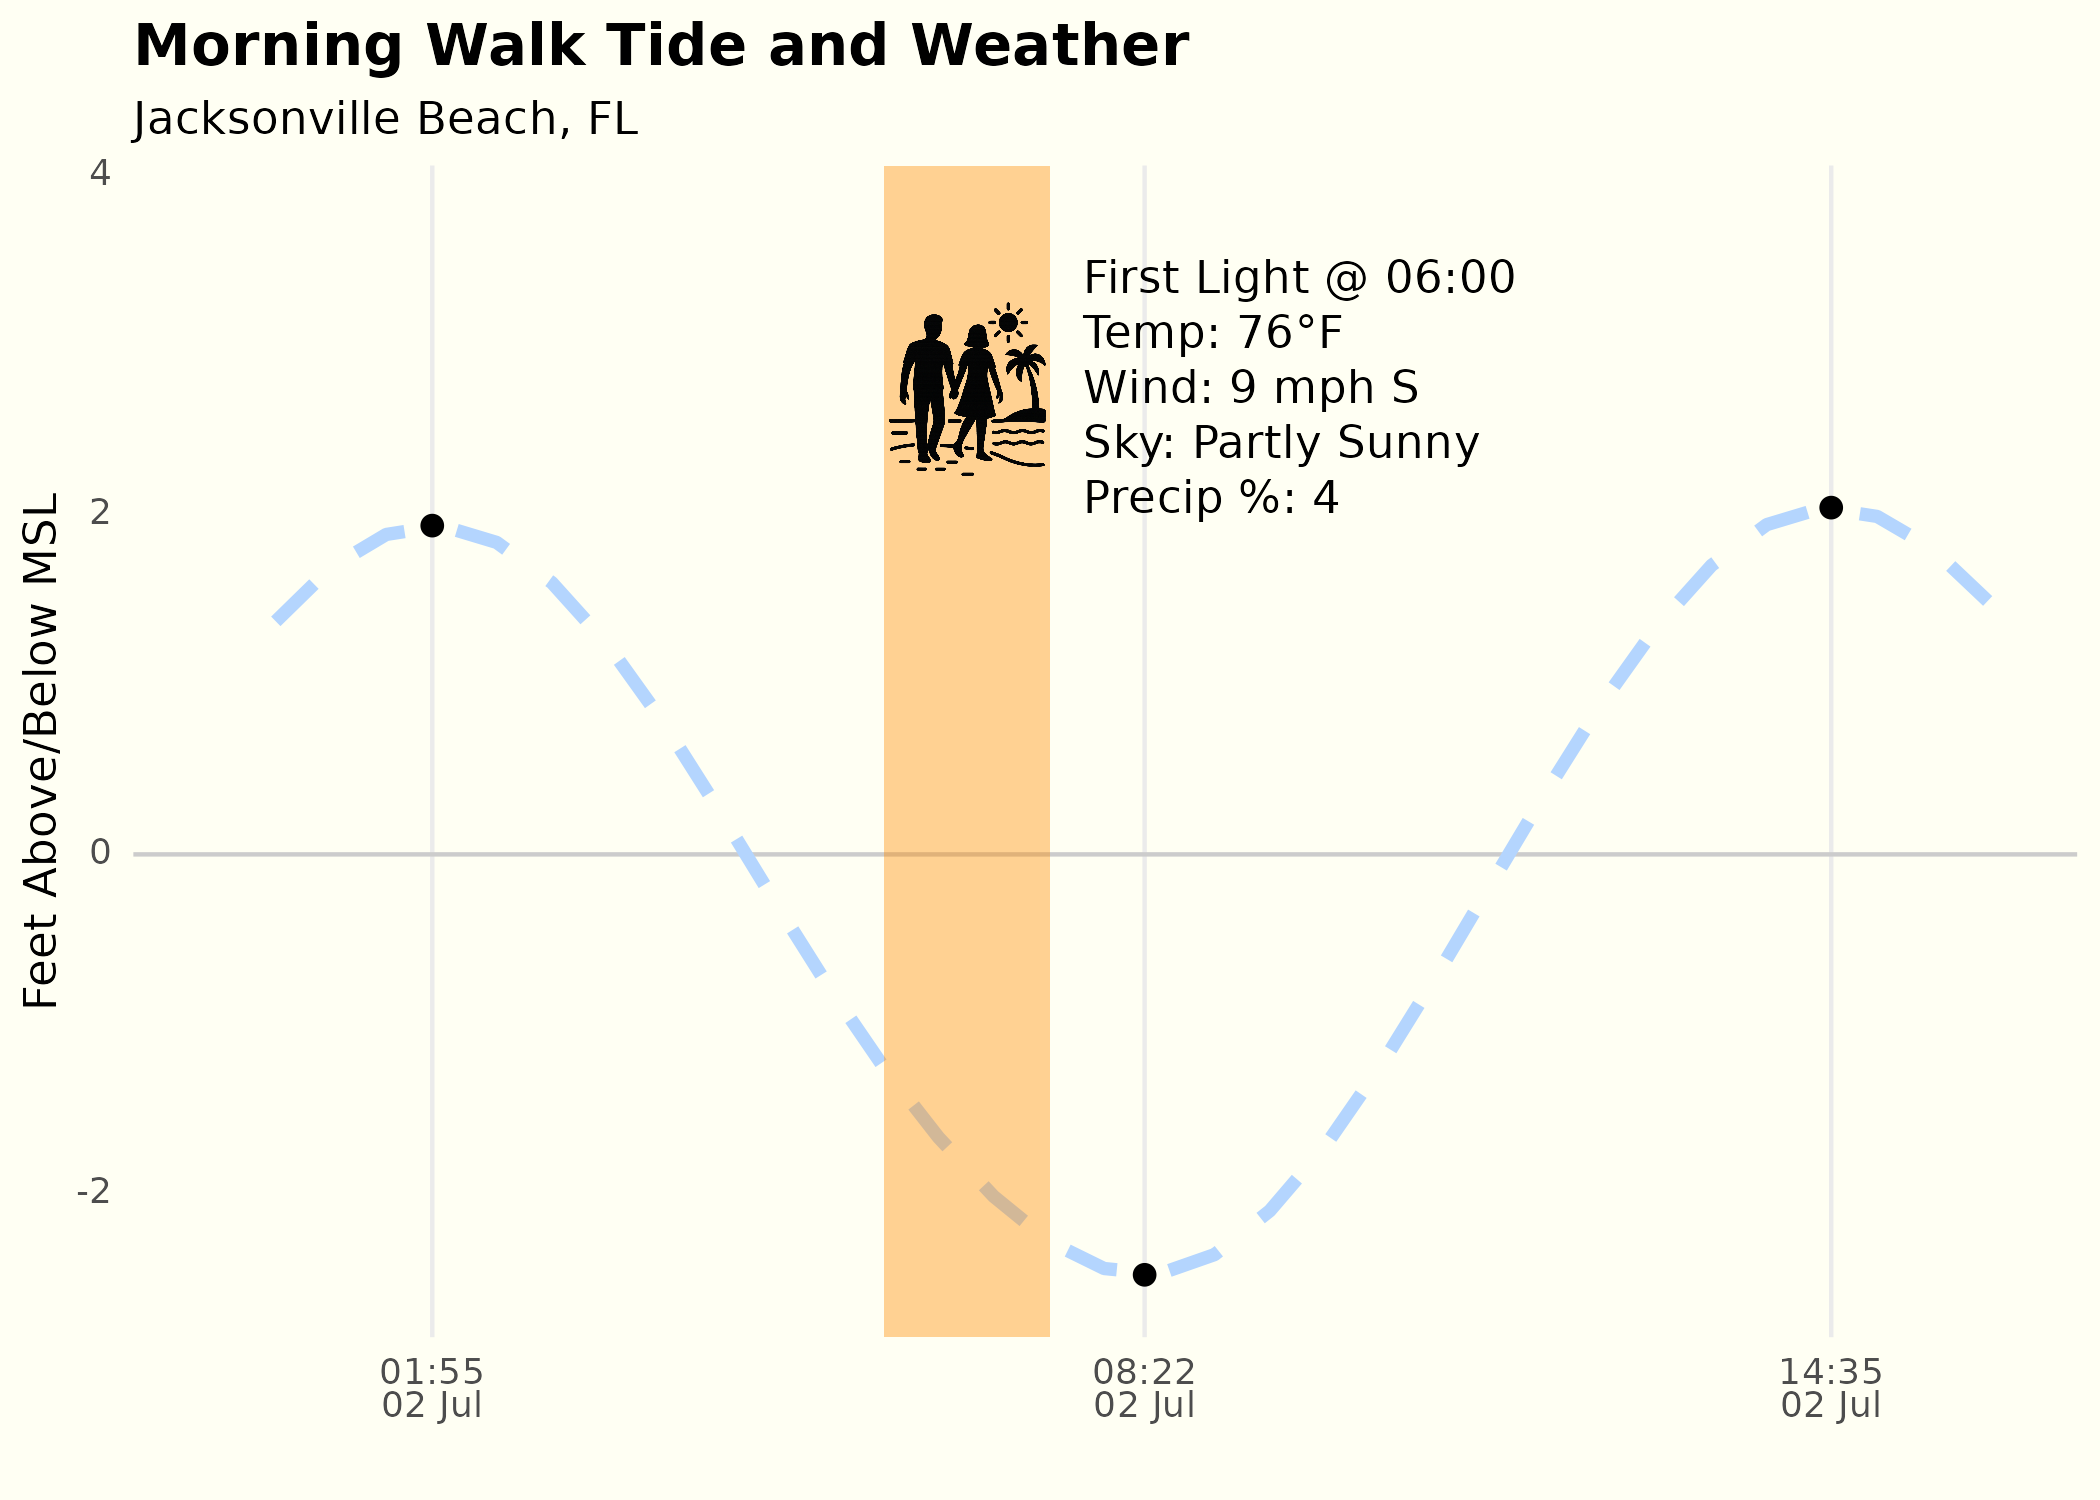 Morning Walk Tide and Weather
Jacksonville Beach, FL
Feet Above/Below MSL
4
2
0
-2
First Light @ 06:00
Temp: 76°F
Wind: 9 mph S
Sky: Partly Sunny
Precip %: 4
01:55
02 Jul
08:22
02 Jul
14:35
02 Jul